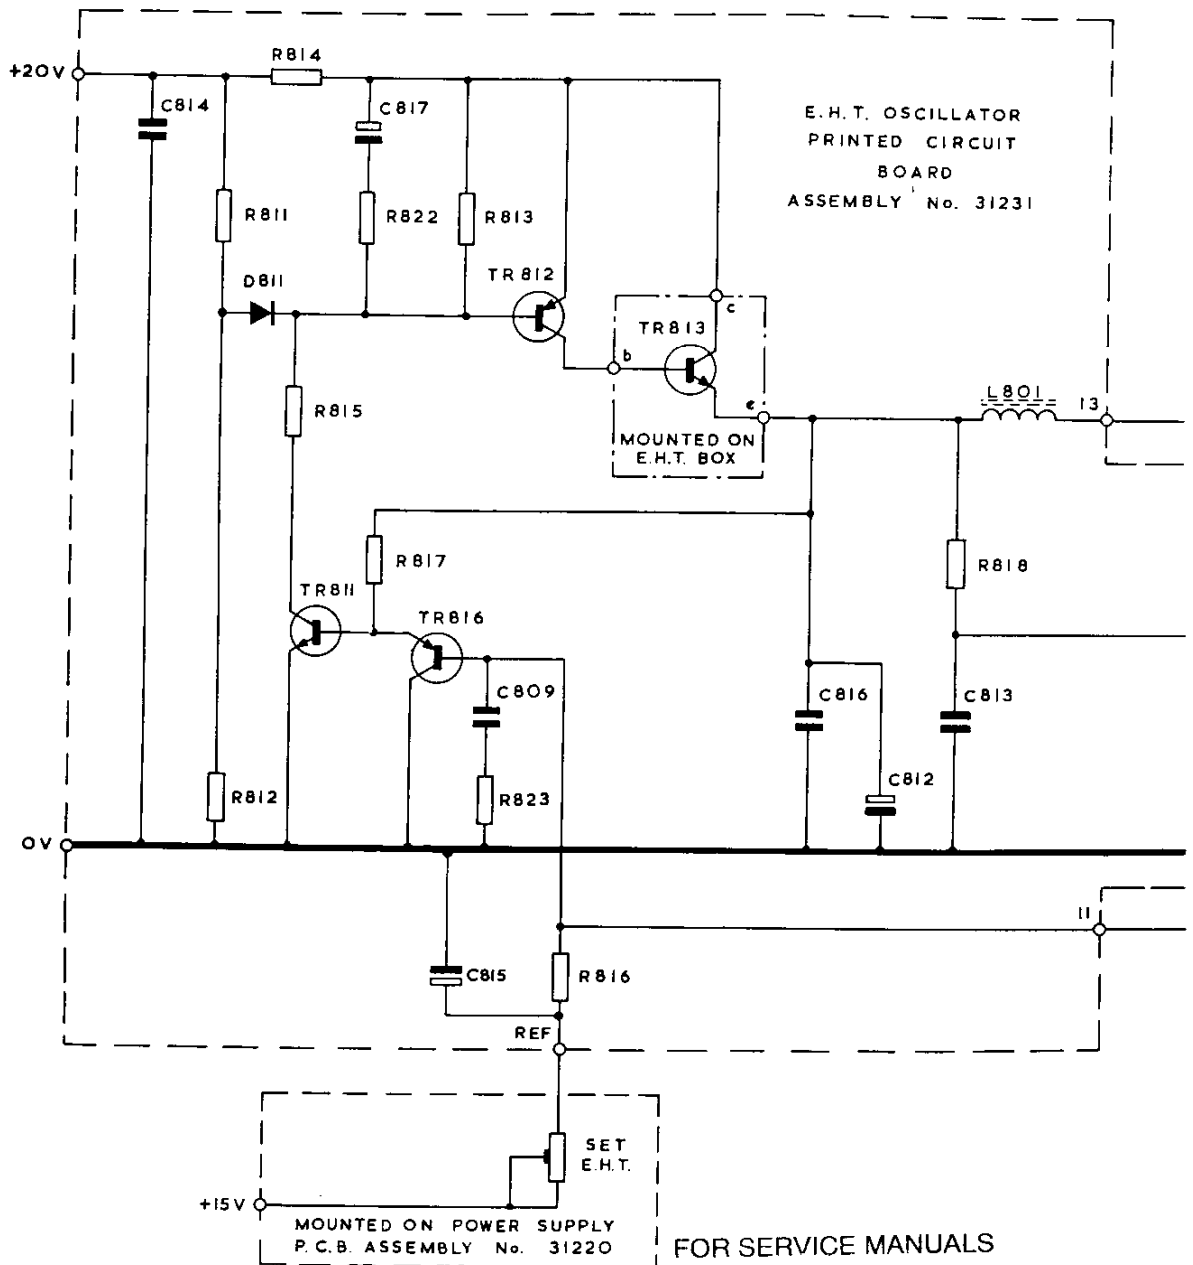 R814
+20V
C814
C817
E.H.T. OSCILLATOR
PRINTED CIRCUIT
BOARD
ASSEMBLY No. 31231
R811
R822
R813
D811
TR812
c
TR813
b
R815
e
L801
13
MOUNTED ON
E.H.T. BOX
R817
R818
TR811
TR816
C809
C816
C813
C812
R812
R823
0V
11
C815
R816
REF
SET
E.H.T.
+15V
MOUNTED ON POWER SUPPLY
P.C.B. ASSEMBLY No. 31220
FOR SERVICE MANUALS